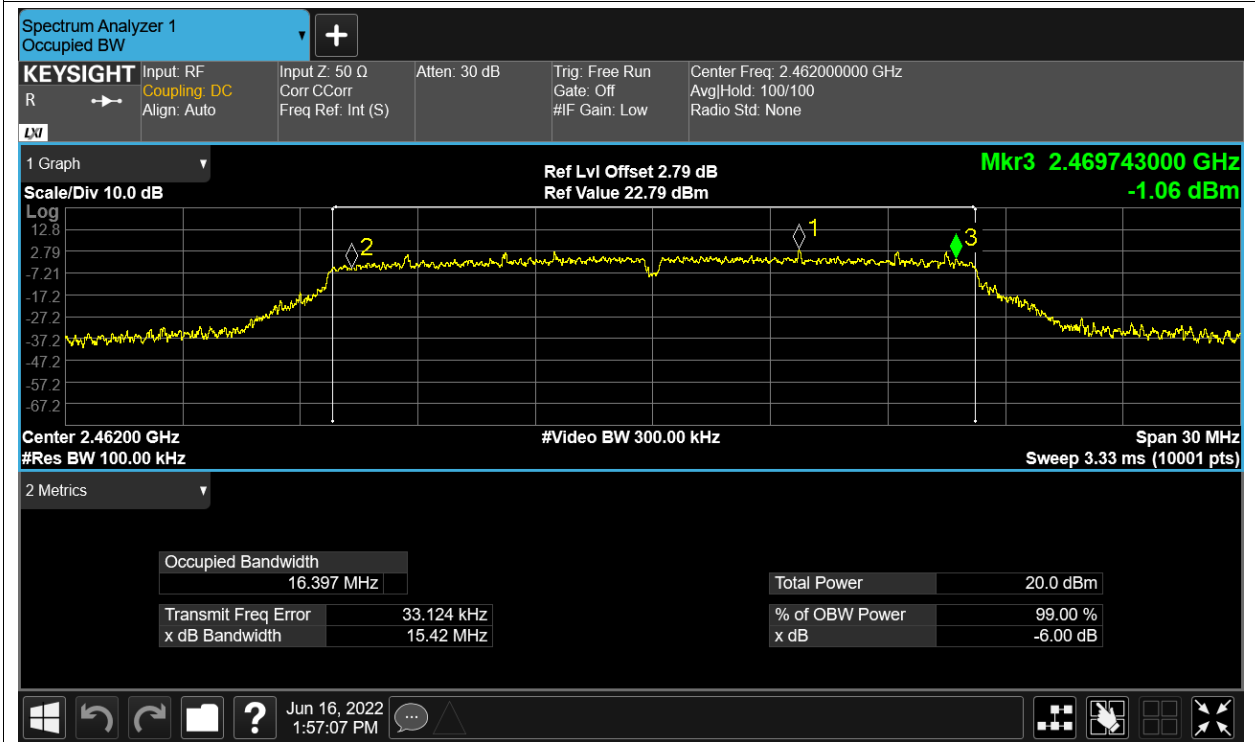 Spectrum Analyzer 1
Occupied BW
KEYSIGHT
R
LXI
Input: RF
Coupling: DC
Align: Auto
Input Z: 50 Ω
Corr CCorr
Freq Ref: Int (S)
Atten: 30 dB
Trig: Free Run
Gate: Off
#IF Gain: Low
Center Freq: 2.462000000 GHz
Avg|Hold: 100/100
Radio Std: None
1 Graph
Scale/Div 10.0 dB
Ref Lvl Offset 2.79 dB
Ref Value 22.79 dBm
Mkr3 2.469743000 GHz
-1.06 dBm
Log
12.8
2.79
-7.21
-17.2
-27.2
-37.2
-47.2
-57.2
-67.2
1
2
3
Center 2.46200 GHz
#Video BW 300.00 kHz
Span 30 MHz
#Res BW 100.00 kHz
Sweep 3.33 ms (10001 pts)
2 Metrics
Occupied Bandwidth
16.397 MHz
Total Power 20.0 dBm
Transmit Freq Error 33.124 kHz
% of OBW Power 99.00 %
x dB Bandwidth 15.42 MHz
x dB -6.00 dB
?
Jun 16, 2022
1:57:07 PM